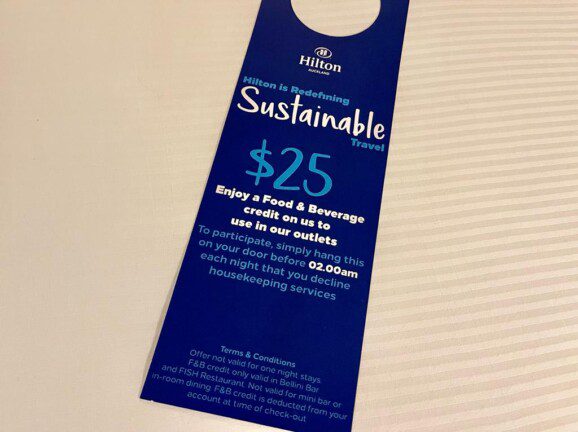 Hilton
AUCKLAND
Hilton is Redefining
Sustainable
Travel
$25
Enjoy a Food & Beverage
credit on us to
use in our outlets
To participate, simply hang this
on your door before 02.00am
each night that you decline
housekeeping services
Terms & Conditions
Offer not valid for one night stays.
F&B credit only valid in Bellini Bar
and FISH Restaurant. Not valid for mini bar or
in-room dining. F&B credit is deducted from your
account at time of check-out